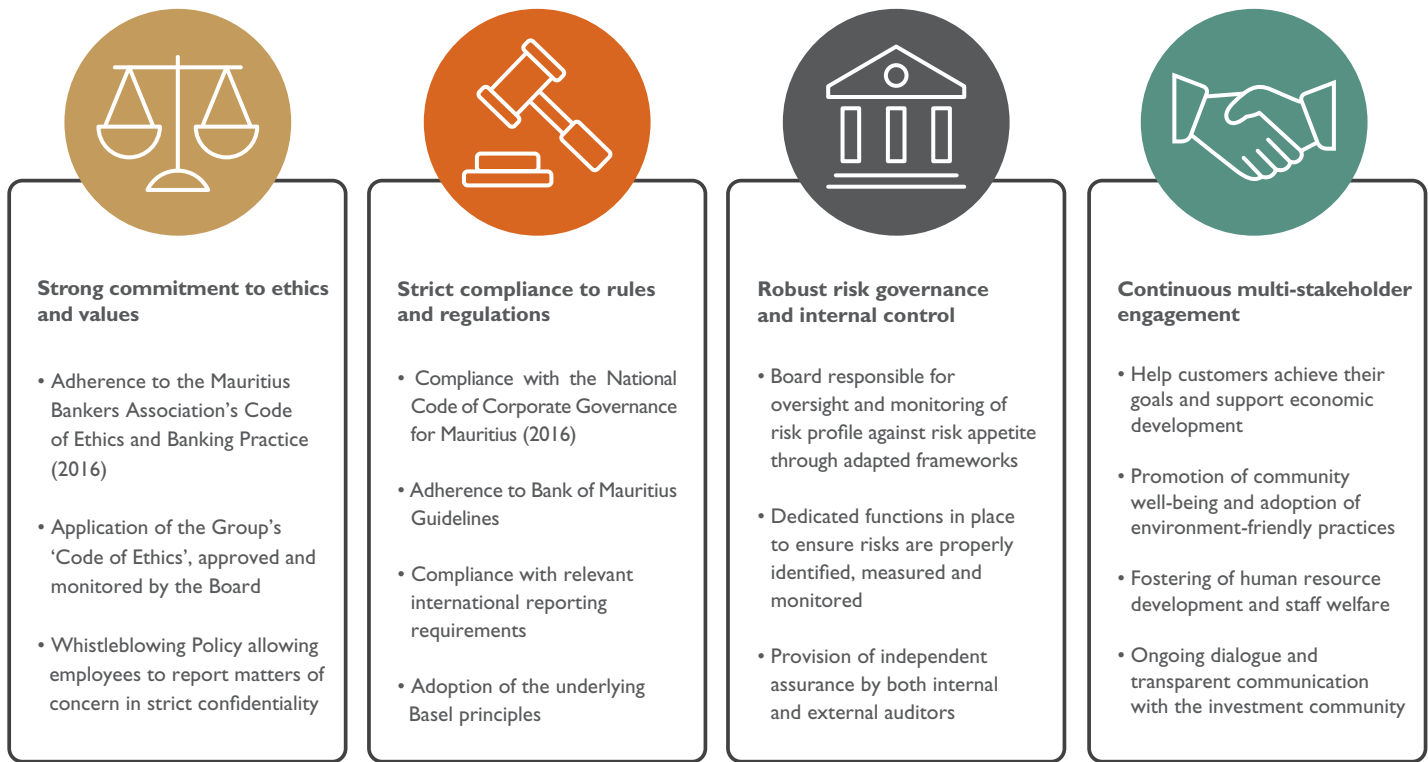 Strong commitment to ethics
and values
• Adherence to the Mauritius
Bankers Association's Code
of Ethics and Banking Practice
(2016)
• Application of the Group's
‘Code of Ethics’, approved and
monitored by the Board
• Whistleblowing Policy allowing
employees to report matters of
concern in strict confidentiality
Strict compliance to rules
and regulations
• Compliance with the National
Code of Corporate Governance
for Mauritius (2016)
• Adherence to Bank of Mauritius
Guidelines
• Compliance with relevant
international reporting
requirements
• Adoption of the underlying
Basel principles
Robust risk governance
and internal control
• Board responsible for
oversight and monitoring of
risk profile against risk appetite
through adapted frameworks
• Dedicated functions in place
to ensure risks are properly
identified, measured and
monitored
• Provision of independent
assurance by both internal
and external auditors
Continuous multi-stakeholder
engagement
• Help customers achieve their
goals and support economic
development
• Promotion of community
well-being and adoption of
environment-friendly practices
• Fostering of human resource
development and staff welfare
• Ongoing dialogue and
transparent communication
with the investment community